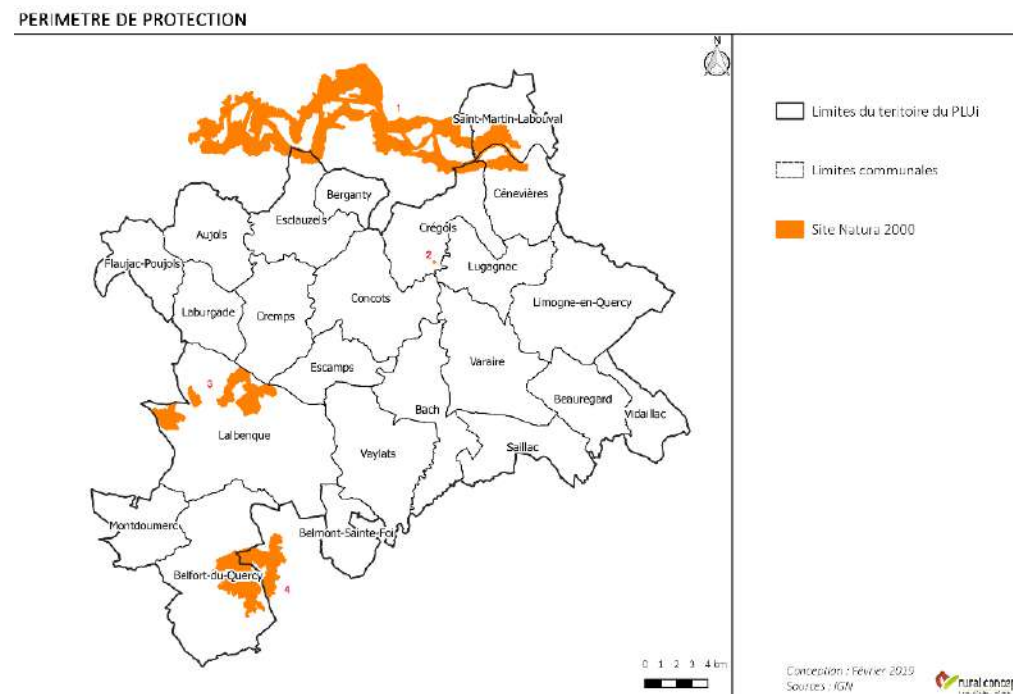 PERIMETRE DE PROTECTION
N
1
Saint-Martin-Labouval
Limites du teritoire du PLUi
Limites communales
Site Natura 2000
Cénevières
Berganty
Esclauzels
Crégols
Aujols
2
Flaujac-Poujols
Lugagnac
Concots
Limogne-en-Quercy
Laburgade
Cremps
Escamps
Varaire
3
Beauregard
Bach
Vidaillac
Lalbenque
Saillac
Vaylats
Montdoumerc
Belmont-Sainte-Foi
Belfort-du-Quercy
4
0 1 2 3 4 km
Conception : Février 2019
Sources : IGN
rural concept